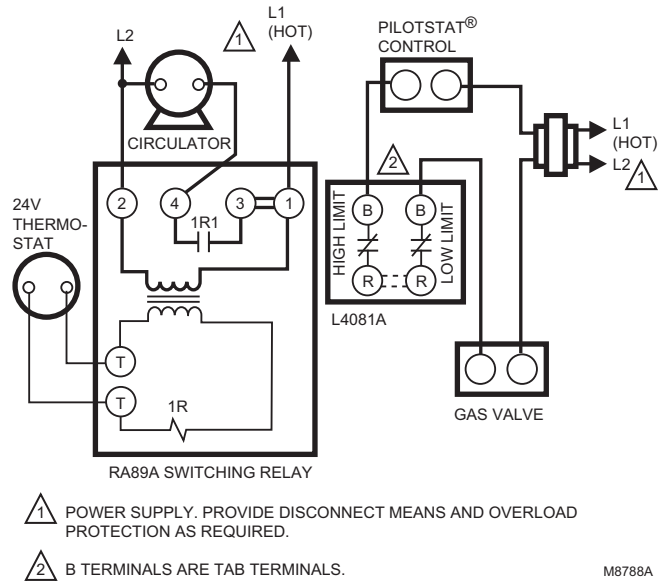 L2
1
L1
(HOT)
PILOTSTAT®
CONTROL
CIRCULATOR
L1
(HOT)
L2
1
2
24V
THERMO-
STAT
2
4
3
1
1R1
HIGH LIMIT
B
B
LOW LIMIT
R
R
L4081A
T
T
1R
GAS VALVE
RA89A SWITCHING RELAY
1 POWER SUPPLY. PROVIDE DISCONNECT MEANS AND OVERLOAD
PROTECTION AS REQUIRED.
2 B TERMINALS ARE TAB TERMINALS.
M8788A